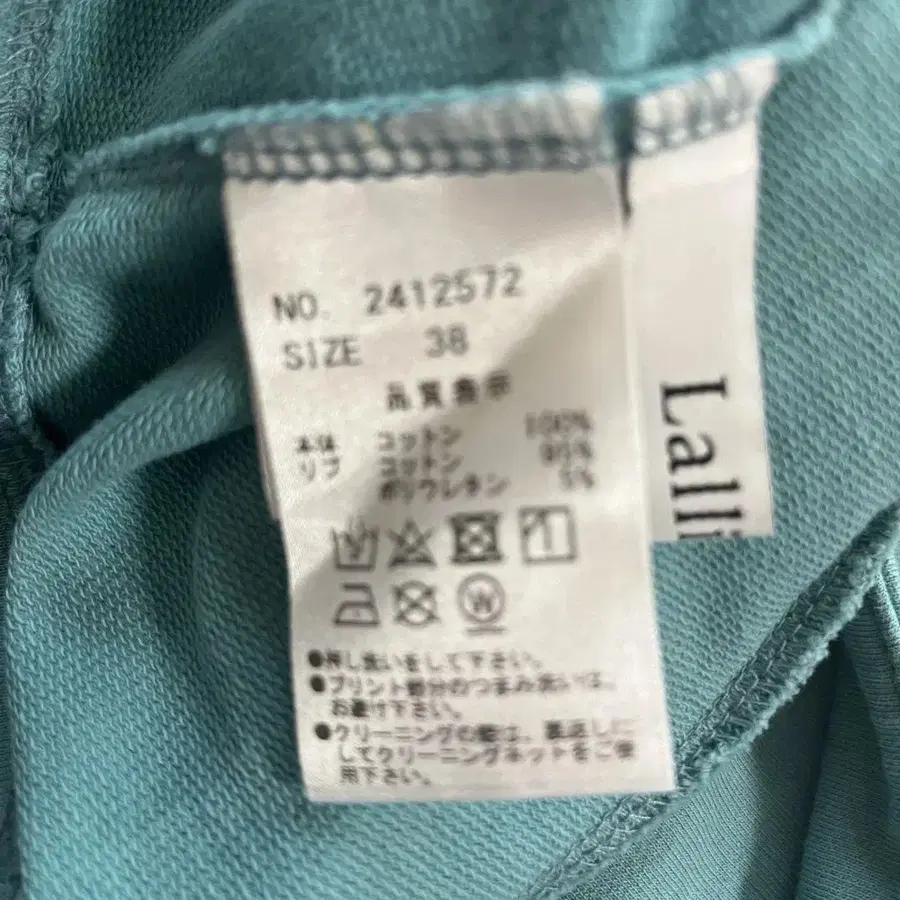 NO. 2412572
SIZE 38
品質表示
本体 コットン 100%
リブ コットン 95%
ポリウレタン 5%
W
●押し洗いをして下さい。
●プリント部分のつまみ洗いは、
お避け下さい。
●クリーニングの際は、裏返しに
してクリーニングネットをご使
用下さい。
Lalli